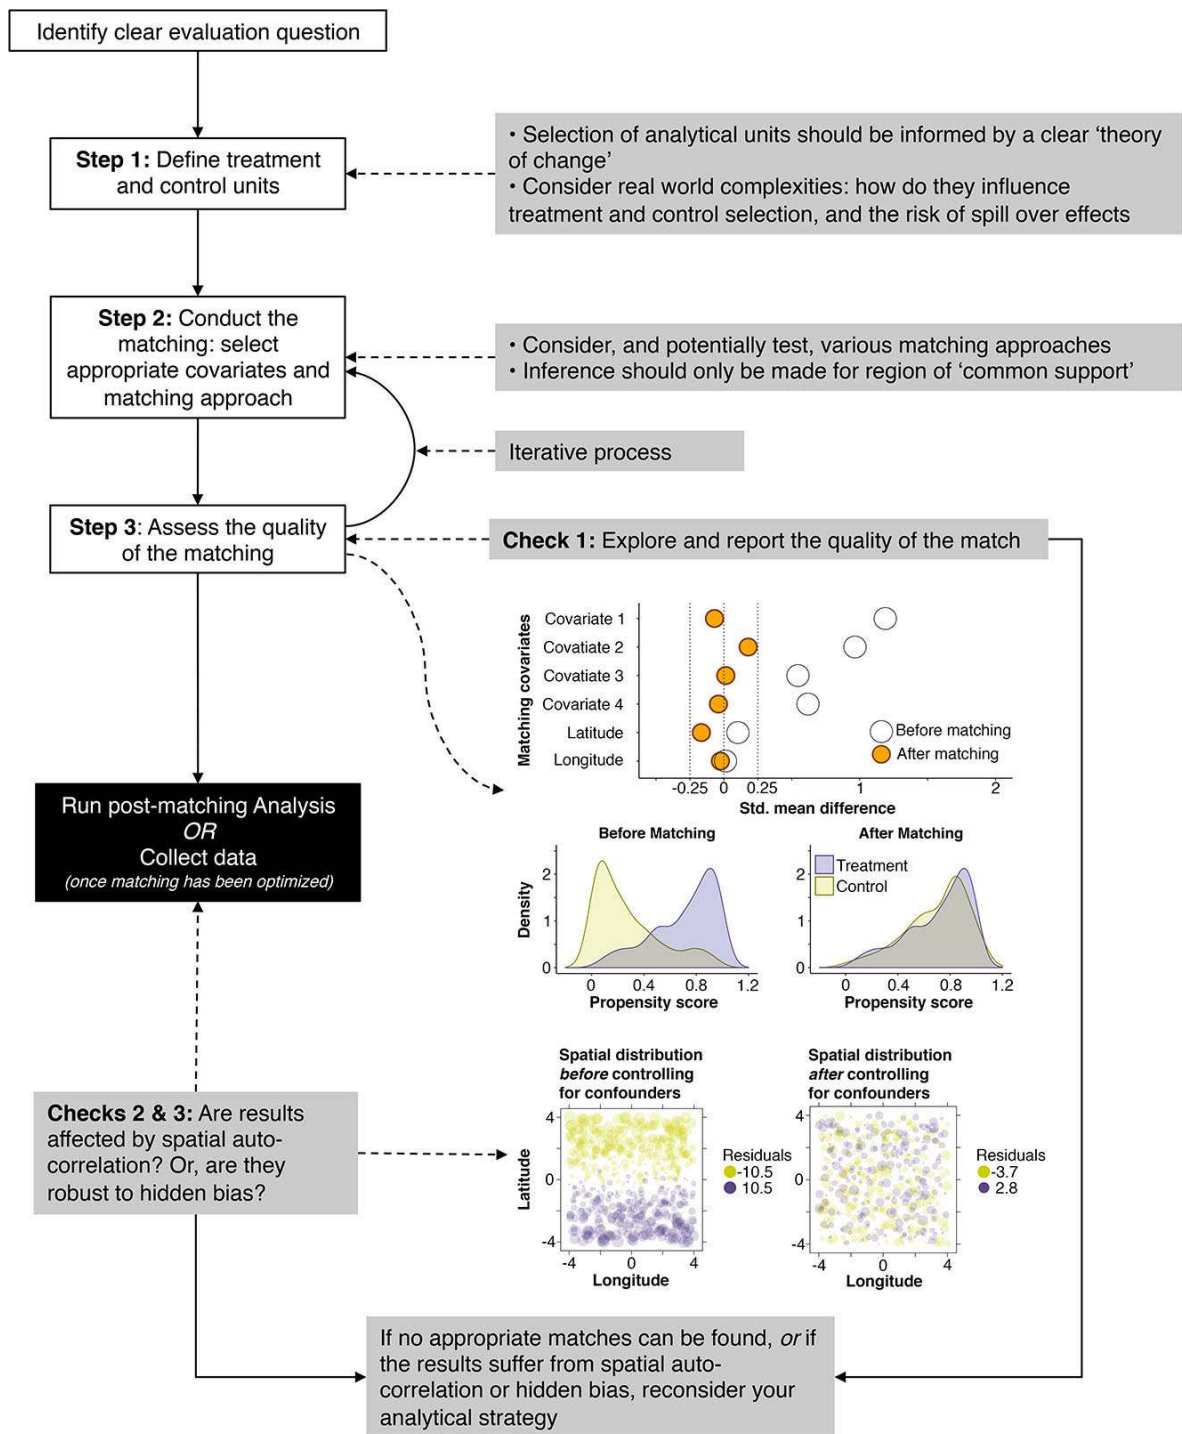 Identify clear evaluation question
Step 1: Define treatment
and control units
• Selection of analytical units should be informed by a clear ‘theory
of change’
• Consider real world complexities: how do they influence
treatment and control selection, and the risk of spill over effects
Step 2: Conduct the
matching: select
appropriate covariates and
matching approach
• Consider, and potentially test, various matching approaches
• Inference should only be made for region of ‘common support’
Iterative process
Step 3: Assess the quality
of the matching
Check 1: Explore and report the quality of the match
Matching covariates
Covariate 1
Covatiate 2
Covatiate 3
Covariate 4
Latitude
Longitude
Before matching
After matching
-0.25 0 0.25 1 2
Std. mean difference
Run post-matching Analysis
OR
Collect data
(once matching has been optimized)
Before Matching
Density
2
1
0
0 0.4 0.8 1.2
Propensity score
After Matching
Treatment
Control
2
1
0
0 0.4 0.8 1.2
Propensity score
Checks 2 & 3: Are results
affected by spatial auto-
correlation? Or, are they
robust to hidden bias?
Spatial distribution
before controlling
for confounders
Latitude
4
0
-4
-4 0 4
Longitude
Residuals
-10.5
10.5
Spatial distribution
after controlling
for confounders
4
0
-4
-4 0 4
Longitude
Residuals
-3.7
2.8
If no appropriate matches can be found, or if
the results suffer from spatial auto-
correlation or hidden bias, reconsider your
analytical strategy